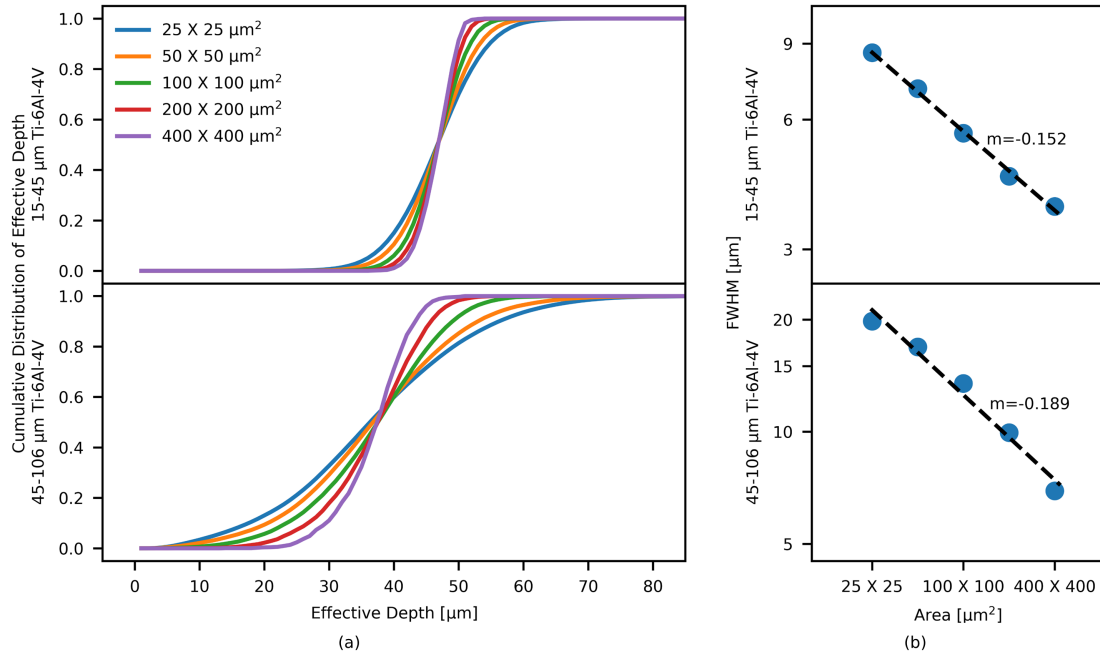 Cumulative Distribution of Effective Depth
15-45 μm Ti-6Al-4V
45-106 μm Ti-6Al-4V
1.0
0.8
0.6
0.4
0.2
0.0
25 X 25 μm²
50 X 50 μm²
100 X 100 μm²
200 X 200 μm²
400 X 400 μm²
1.0
0.8
0.6
0.4
0.2
0.0
0 10 20 30 40 50 60 70 80
Effective Depth [μm]
(a)
FWHM [μm]
15-45 μm Ti-6Al-4V
45-106 μm Ti-6Al-4V
9
6
3
m=-0.152
20
15
10
5
m=-0.189
25 X 25 100 X 100 400 X 400
Area [μm²]
(b)